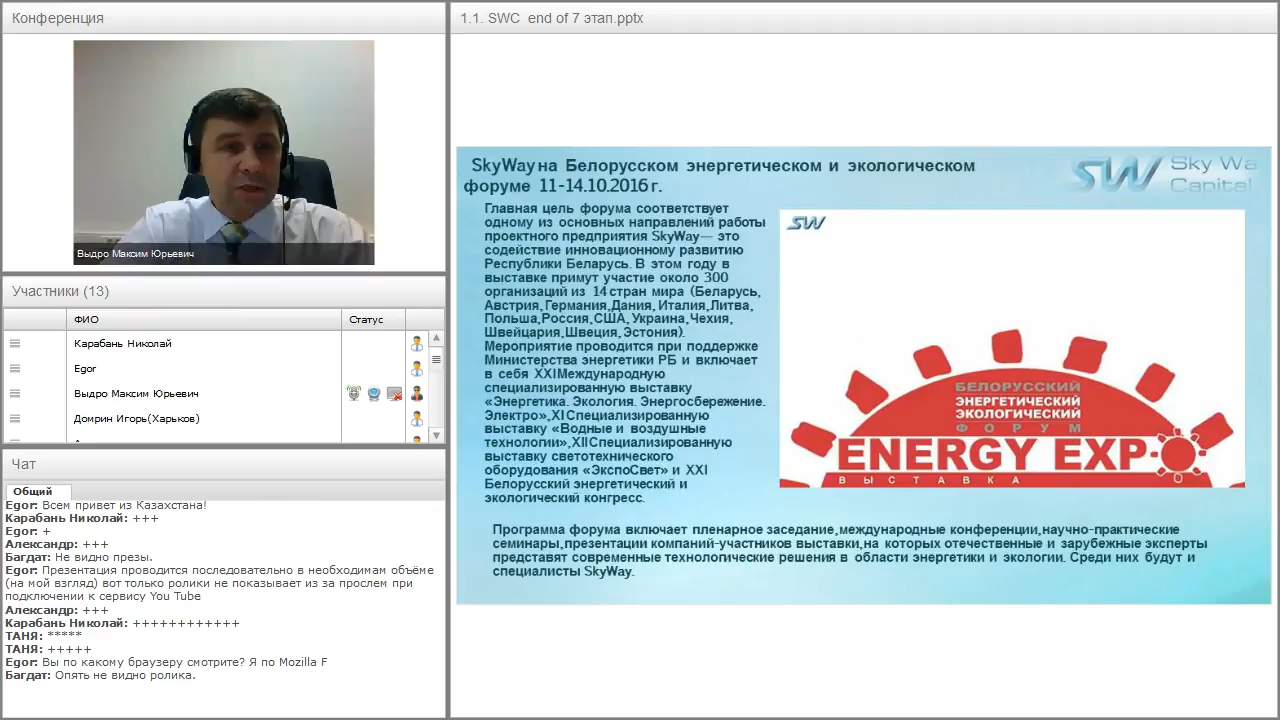 Конференция
Выдро Максим Юрьевич
Участники (13)
ФИО
Статус
Карабань Николай
Egor
Выдро Максим Юрьевич
Домрин Игорь(Харьков)
Чат
Общий
Egor: Всем привет из Казахстана!
Карабань Николай: +++
Egor: +
Александр: +++
Багдат: Не видно презы.
Egor: Презентация проводится последовательно в необходимам объёме
(на мой взгляд) вот только ролики не показывает из за прослем при
подключении к сервису You Tube
Александр: +++
Карабань Николай: ++++++++++++
ТАНЯ: *****
ТАНЯ: +++++
Egor: Вы по какому браузеру смотрите? Я по Mozilla F
Багдат: Опять не видно ролика.
1.1. SWC end of 7 этап.pptx
SkyWay на Белорусском энергетическом и экологическом
форуме 11-14.10.2016 г.
SW Sky Wa
Capital
Главная цель форума соответствует
одному из основных направлений работы
проектного предприятия SkyWay— это
содействие инновационному развитию
Республики Беларусь. В этом году в
выставке примут участие около 300
организаций из 14 стран мира (Беларусь,
Австрия, Германия, Дания, Италия, Литва,
Польша, Россия, США, Украина, Чехия,
Швейцария, Швеция, Эстония).
Мероприятие проводится при поддержке
Министерства энергетики РБ и включает
в себя XXI Международную
специализированную выставку
«Энергетика. Экология. Энергосбережение.
Электро», XI Специализированную
выставку «Водные и воздушные
технологии», XII Специализированную
выставку светотехнического
оборудования «ЭкспоСвет» и XXI
Белорусский энергетический и
экологический конгресс.
SW
БЕЛОРУССКИЙ
ЭНЕРГЕТИЧЕСКИЙ
ЭКОЛОГИЧЕСКИЙ
ФОРУМ
ENERGY EXP
ВЫСТАВКА
Программа форума включает пленарное заседание, международные конференции, научно-практические
семинары, презентации компаний-участников выставки, на которых отечественные и зарубежные эксперты
представят современные технологические решения в области энергетики и экологии. Среди них будут и
специалисты SkyWay.